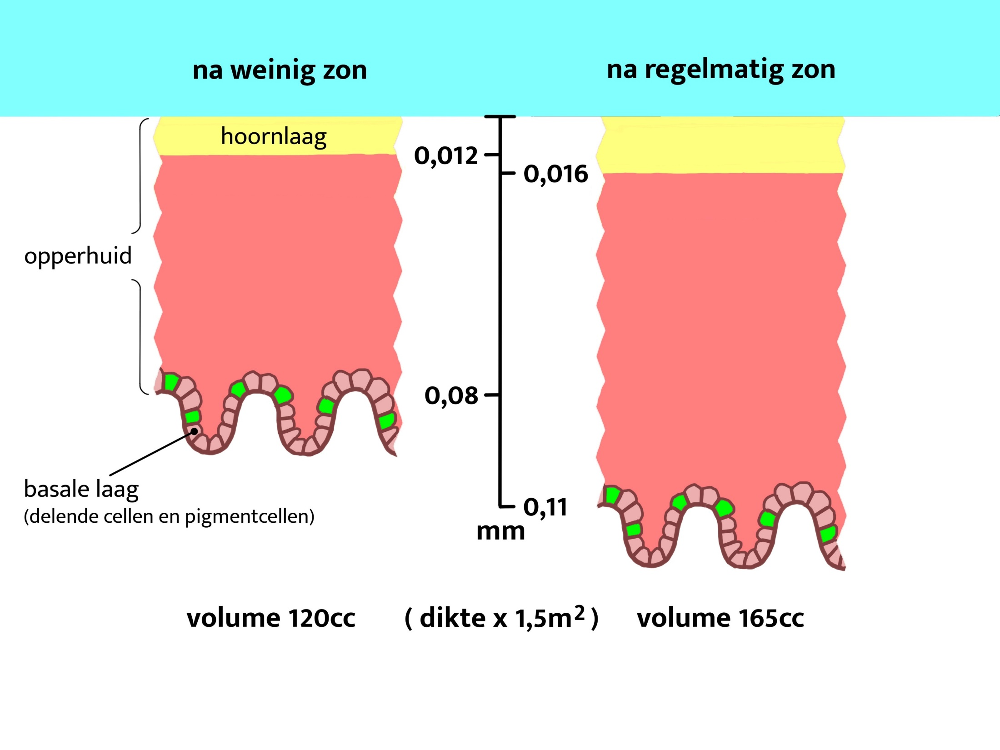 na weinig zon
na regelmatig zon
hoornlaag
0,012
0,016
opperhuid
0,08
basale laag
(delende cellen en pigmentcellen)
0,11
mm
volume 120cc
( dikte x 1,5m²)
volume 165cc